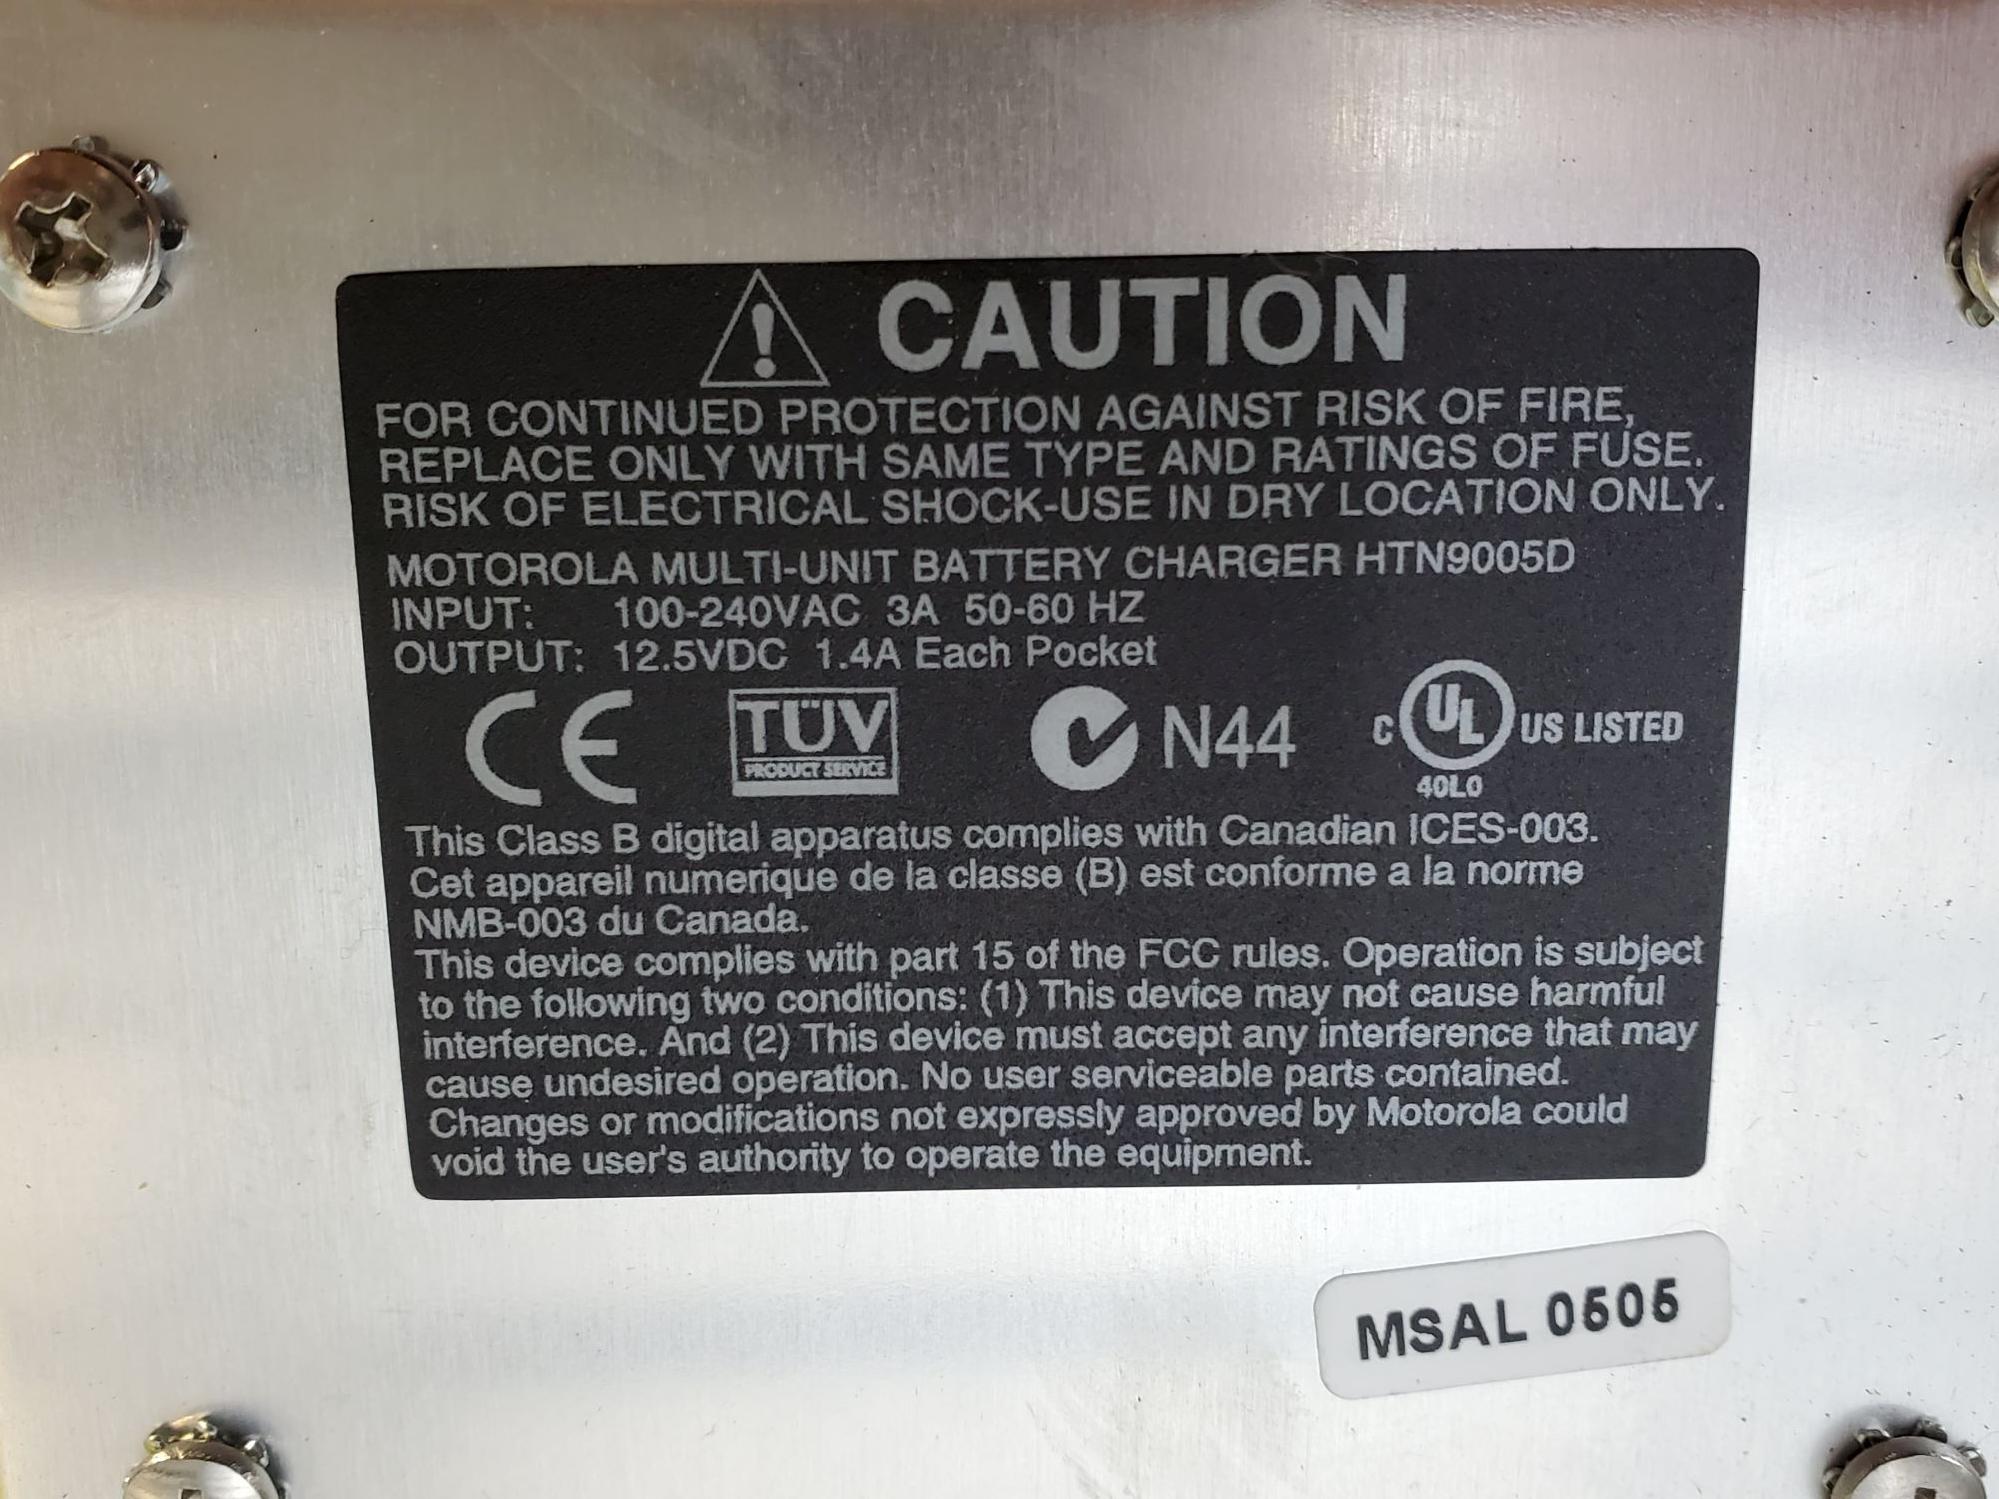 CAUTION
FOR CONTINUED PROTECTION AGAINST RISK OF FIRE,
REPLACE ONLY WITH SAME TYPE AND RATINGS OF FUSE.
RISK OF ELECTRICAL SHOCK-USE IN DRY LOCATION ONLY.
MOTOROLA MULTI-UNIT BATTERY CHARGER HTN9005D
INPUT: 100-240VAC 3A 50-60 HZ
OUTPUT: 12.5VDC 1.4A Each Pocket
CE TÜV PRODUCT SERVICE N44 C UL US LISTED
40L0
This Class B digital apparatus complies with Canadian ICES-003.
Cet appareil numerique de la classe (B) est conforme a la norme
NMB-003 du Canada.
This device complies with part 15 of the FCC rules. Operation is subject
to the following two conditions: (1) This device may not cause harmful
interference. And (2) This device must accept any interference that may
cause undesired operation. No user serviceable parts contained.
Changes or modifications not expressly approved by Motorola could
void the user's authority to operate the equipment.
MSAL 0505